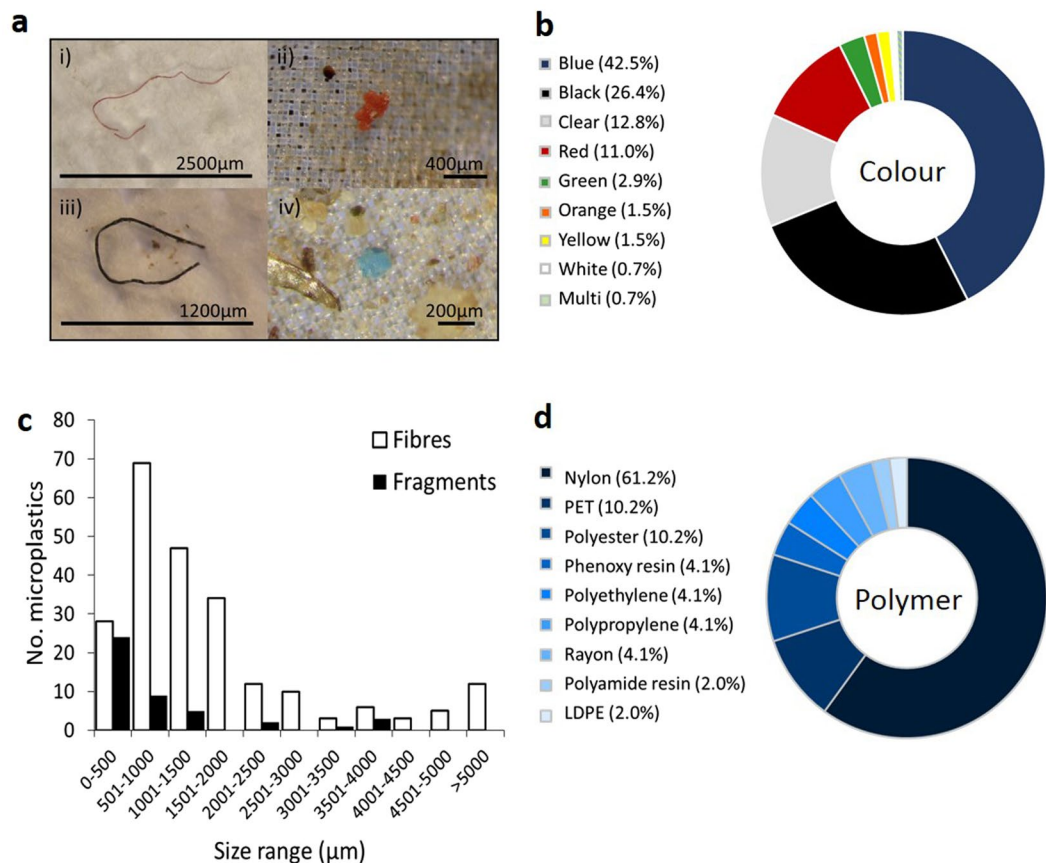 a
i)
2500µm
ii)
400µm
iii)
1200µm
iv)
200µm
b
Blue (42.5%)
Black (26.4%)
Clear (12.8%)
Red (11.0%)
Green (2.9%)
Orange (1.5%)
Yellow (1.5%)
White (0.7%)
Multi (0.7%)
Colour
c
No. microplastics
80
70
60
50
40
30
20
10
0
Fibres
Fragments
0-500
501-1000
1001-1500
1501-2000
2001-2500
2501-3000
3001-3500
3501-4000
4001-4500
4501-5000
>5000
Size range (µm)
d
Nylon (61.2%)
PET (10.2%)
Polyester (10.2%)
Phenoxy resin (4.1%)
Polyethylene (4.1%)
Polypropylene (4.1%)
Rayon (4.1%)
Polyamide resin (2.0%)
LDPE (2.0%)
Polymer